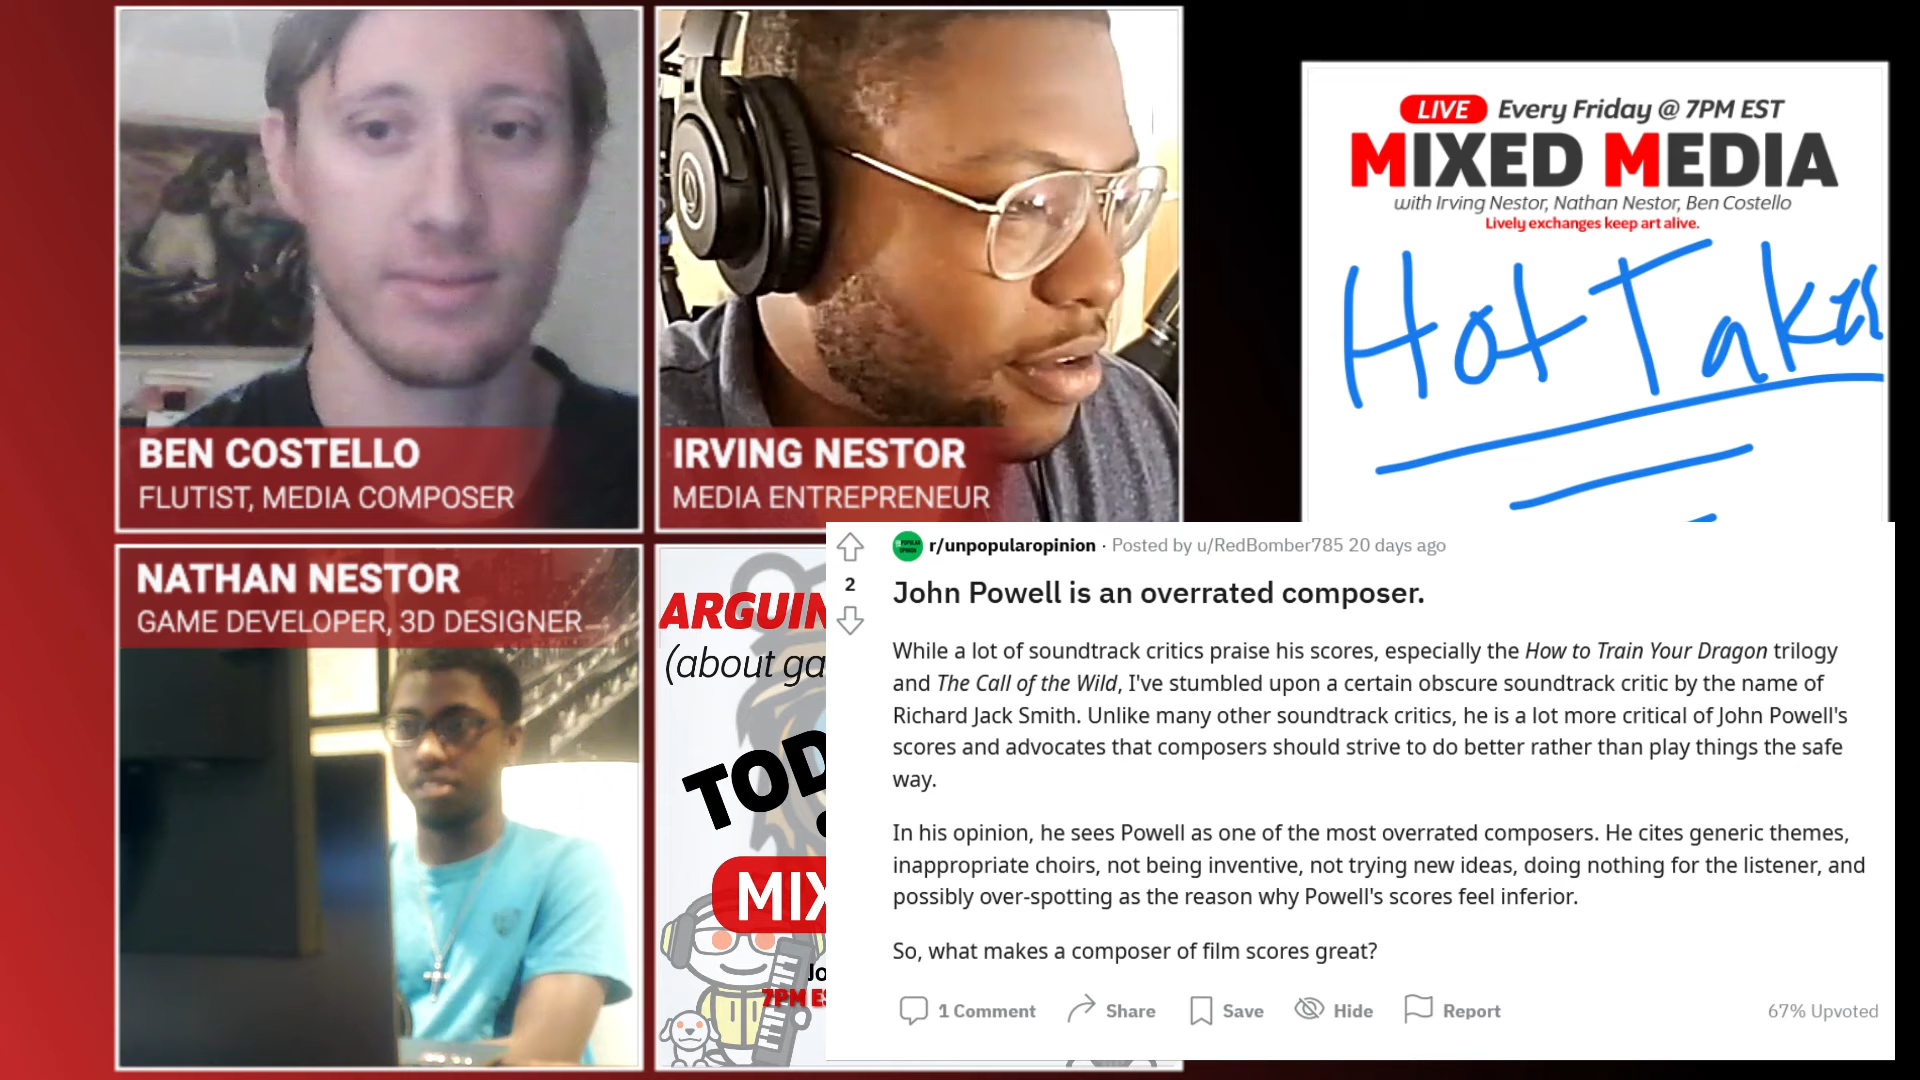 BEN COSTELLO
FLUTIST, MEDIA COMPOSER
IRVING NESTOR
MEDIA ENTREPRENEUR
LIVE Every Friday @ 7PM EST
MIXED MEDIA
with Irving Nestor, Nathan Nestor, Ben Costello
Lively exchanges keep art alive.
Hot Takes
NATHAN NESTOR
GAME DEVELOPER, 3D DESIGNER
ARGUIN
(about ga
TOD
MIX
Jo
7PM ES
r/unpopularopinion · Posted by u/RedBomber785 20 days ago
2
John Powell is an overrated composer.
While a lot of soundtrack critics praise his scores, especially the How to Train Your Dragon trilogy
and The Call of the Wild, I've stumbled upon a certain obscure soundtrack critic by the name of
Richard Jack Smith. Unlike many other soundtrack critics, he is a lot more critical of John Powell's
scores and advocates that composers should strive to do better rather than play things the safe
way.
In his opinion, he sees Powell as one of the most overrated composers. He cites generic themes,
inappropriate choirs, not being inventive, not trying new ideas, doing nothing for the listener, and
possibly over-spotting as the reason why Powell's scores feel inferior.
So, what makes a composer of film scores great?
1 Comment Share Save Hide Report 67% Upvoted